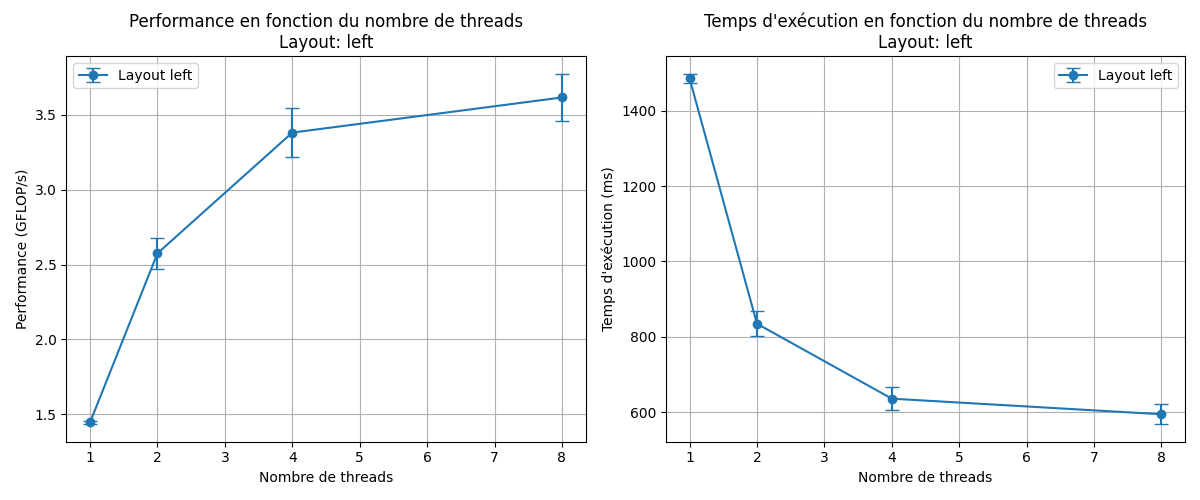 Performance en fonction du nombre de threads
Layout: left
Layout left
3.5
3.0
2.5
2.0
1.5
Performance (GFLOP/s)
1 2 3 4 5 6 7 8
Nombre de threads
Temps d'exécution en fonction du nombre de threads
Layout: left
Layout left
1400
1200
1000
800
600
Temps d'exécution (ms)
1 2 3 4 5 6 7 8
Nombre de threads